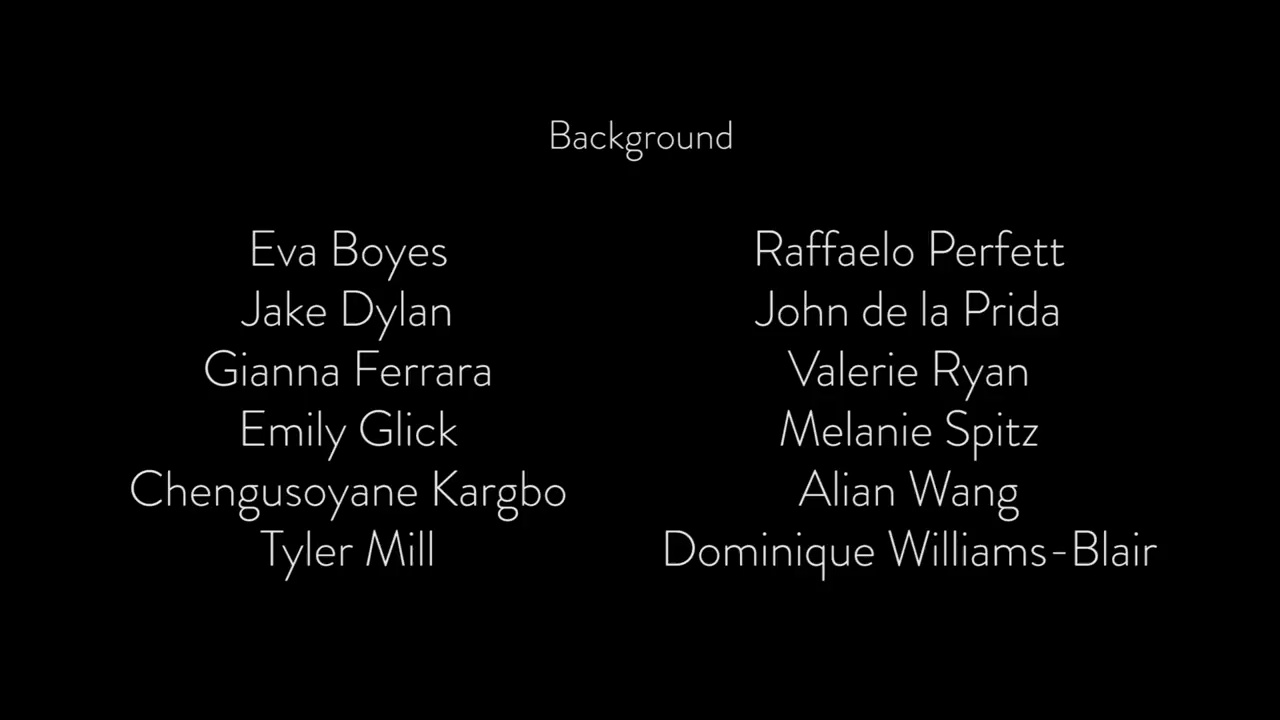 Background
Eva Boyes
Jake Dylan
Gianna Ferrara
Emily Glick
Chengusoyane Kargbo
Tyler Mill
Raffaelo Perfett
John de la Prida
Valerie Ryan
Melanie Spitz
Alian Wang
Dominique Williams-Blair